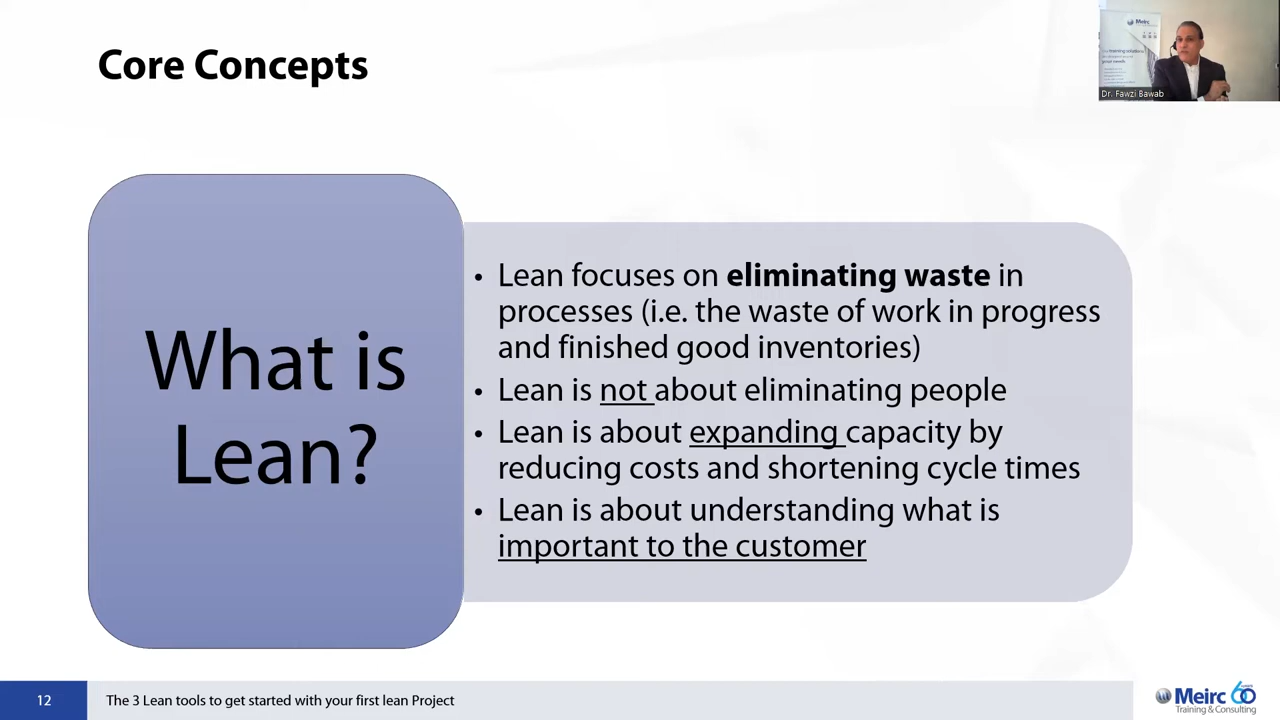 Core Concepts
Meirc
Dr. Fawzi Bawab
What is
Lean?
• Lean focuses on eliminating waste in
processes (i.e. the waste of work in progress
and finished good inventories)
• Lean is not about eliminating people
• Lean is about expanding capacity by
reducing costs and shortening cycle times
• Lean is about understanding what is
important to the customer
12
The 3 Lean tools to get started with your first lean Project
Meirc 60
Training & Consulting